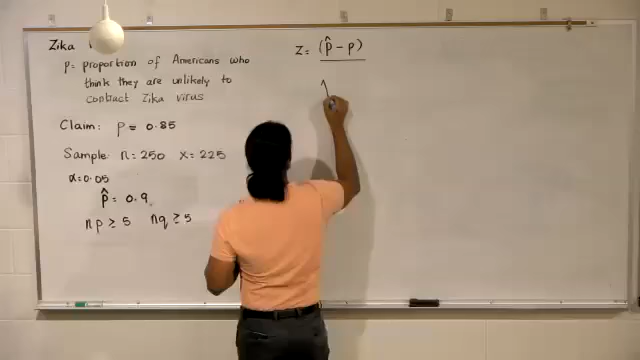 Zika
p = proportion of Americans who
think they are unlikely to
contract Zika virus
Claim: p = 0.85
Sample: n = 250 x = 225
α = 0.05
p̂ = 0.9
np ≥ 5 nq ≥ 5
z = (p̂ - p)